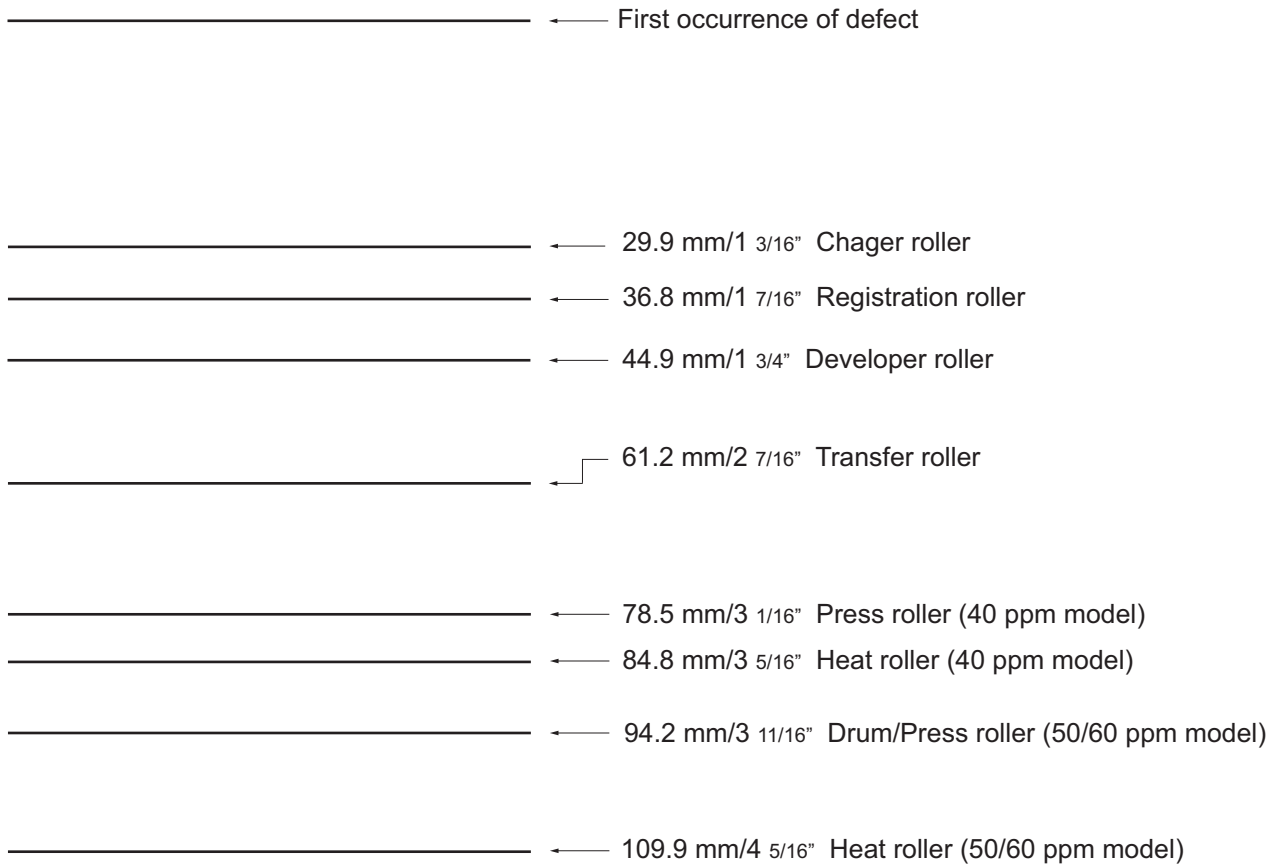 First occurrence of defect
29.9 mm/1 3/16” Chager roller
36.8 mm/1 7/16” Registration roller
44.9 mm/1 3/4” Developer roller
61.2 mm/2 7/16” Transfer roller
78.5 mm/3 1/16” Press roller (40 ppm model)
84.8 mm/3 5/16” Heat roller (40 ppm model)
94.2 mm/3 11/16” Drum/Press roller (50/60 ppm model)
109.9 mm/4 5/16” Heat roller (50/60 ppm model)